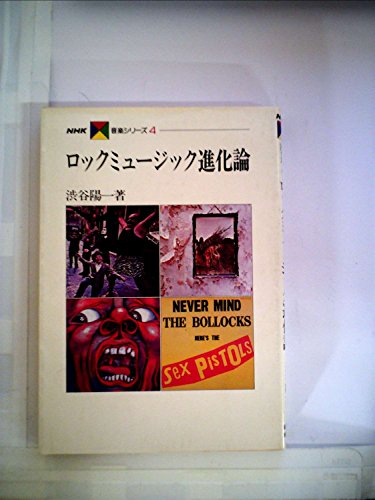 NHK 音楽シリーズ4
ロックミュージック進化論
渋谷陽一著
NEVER MIND
THE BOLLOCKS
HERE'S THE
SEX PISTOLS